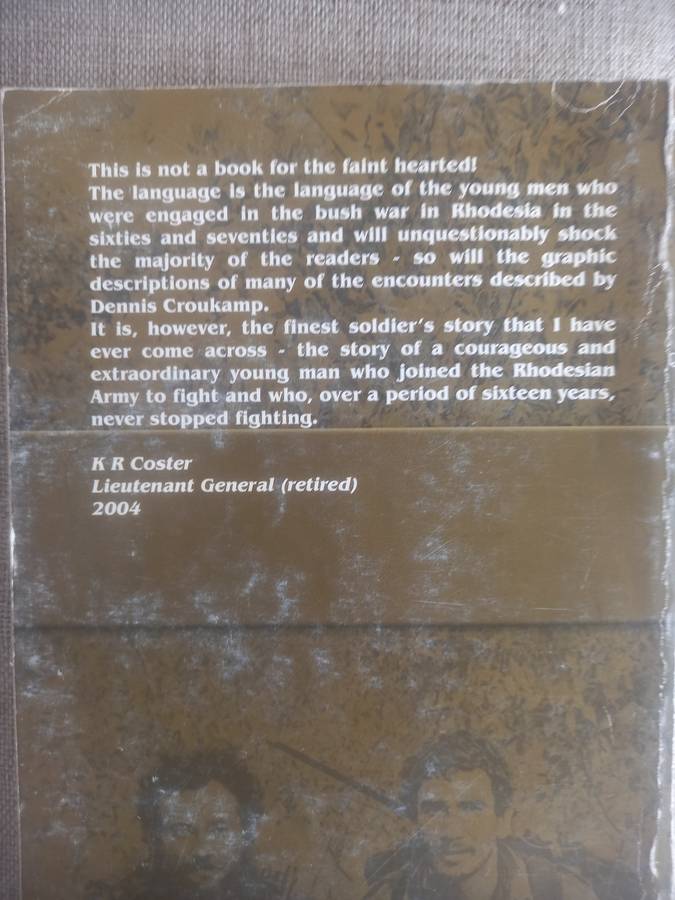 This is not a book for the faint hearted!
The language is the language of the young men who
were engaged in the bush war in Rhodesia in the
sixties and seventies and will unquestionably shock
the majority of the readers - so will the graphic
descriptions of many of the encounters described by
Dennis Croukamp.
It is, however, the finest soldier's story that I have
ever come across - the story of a courageous and
extraordinary young man who joined the Rhodesian
Army to fight and who, over a period of sixteen years,
never stopped fighting.
K R Coster
Lieutenant General (retired)
2004